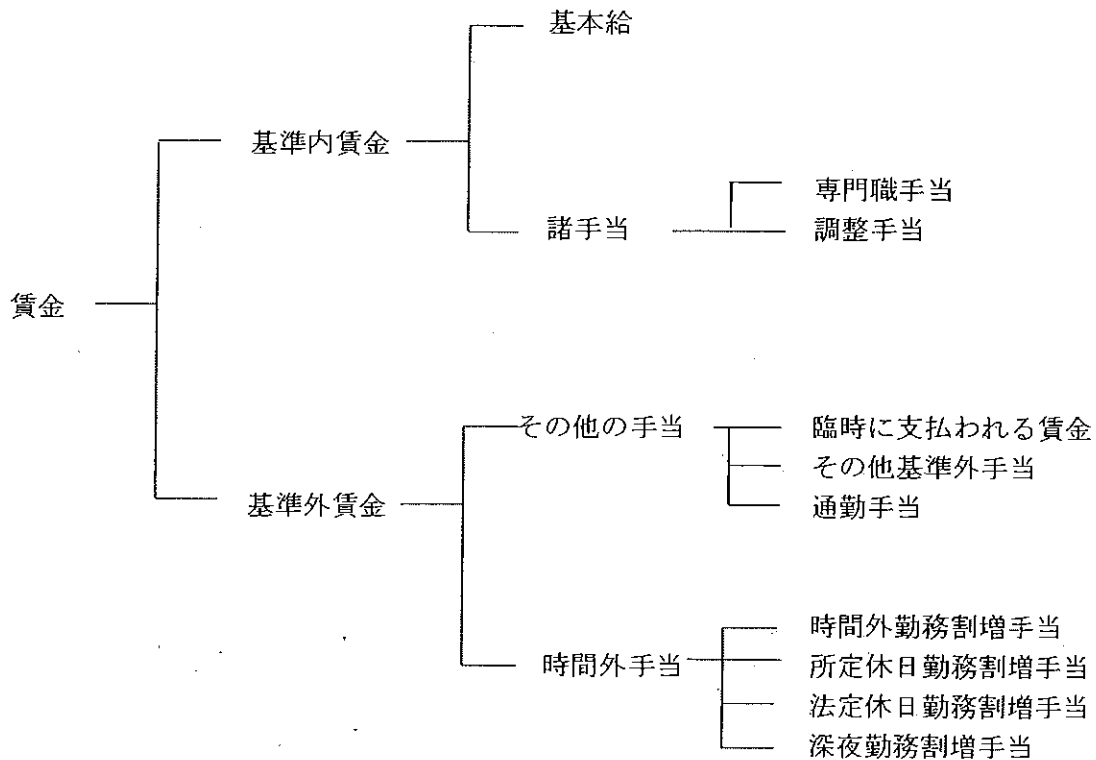 基本給
基準内賃金
専門職手当
諸手当
調整手当
賃金
その他の手当
臨時に支払われる賃金
その他基準外手当
基準外賃金
通勤手当
時間外勤務割増手当
時間外手当
所定休日勤務割増手当
法定休日勤務割増手当
深夜勤務割増手当